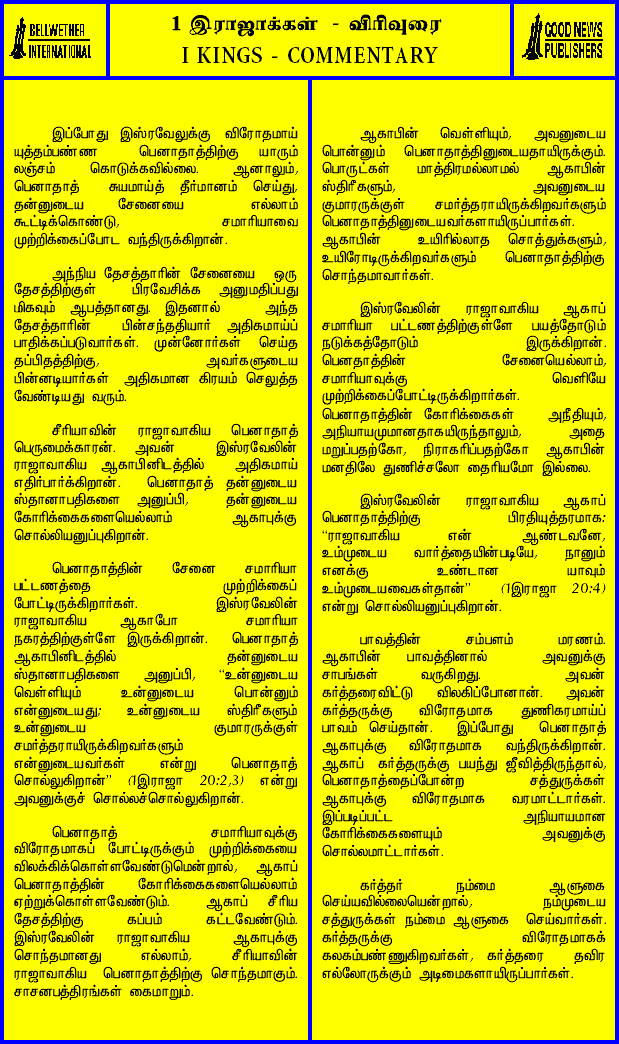 BELLWETHER
INTERNATIONAL
1 இராஜாக்கள் - விரிவுரை
I KINGS - COMMENTARY
GOOD NEWS
PUBLISHERS
இப்போது இஸ்ரவேலுக்கு விரோதமாய்
யுத்தம்பண்ண பெனாதாத்திற்கு யாரும்
லஞ்சம் கொடுக்கவில்லை. ஆனாலும்,
பெனாதாத் சுயமாய்த் தீர்மானம் செய்து,
தன்னுடைய சேனையை எல்லாம்
கூட்டிக்கொண்டு, சமாரியாவை
முற்றிக்கைப்போட வந்திருக்கிறான்.
அந்நிய தேசத்தாரின் சேனையை ஒரு
தேசத்திற்குள் பிரவேசிக்க அனுமதிப்பது
மிகவும் ஆபத்தானது. இதனால் அந்த
தேசத்தாரின் பின்சந்ததியார் அதிகமாய்ப்
பாதிக்கப்படுவார்கள். முன்னோர்கள் செய்த
தப்பிதத்திற்கு, அவர்களுடைய
பின்னடியார்கள் அதிகமான கிரயம் செலுத்த
வேண்டியது வரும்.
சீரியாவின் ராஜாவாகிய பெனாதாத்
பெருமைக்காரன். அவன் இஸ்ரவேலின்
ராஜாவாகிய ஆகாபினிடத்தில் அதிகமாய்
எதிர்பார்க்கிறான். பெனாதாத் தன்னுடைய
ஸ்தானாபதிகளை அனுப்பி, தன்னுடைய
கோரிக்கைகளையெல்லாம் ஆகாபுக்கு
சொல்லியனுப்புகிறான்.
பெனாதாத்தின் சேனை சமாரியா
பட்டணத்தை முற்றிக்கைப்
போட்டிருக்கிறார்கள். இஸ்ரவேலின்
ராஜாவாகிய ஆகாபோ சமாரியா
நகரத்திற்குள்ளே இருக்கிறான். பெனாதாத்
ஆகாபினிடத்தில் தன்னுடைய
ஸ்தானாபதிகளை அனுப்பி, “உன்னுடைய
வெள்ளியும் உன்னுடைய பொன்னும்
என்னுடையது; உன்னுடைய ஸ்திரீகளும்
உன்னுடைய குமாரருக்குள்
சமர்த்தராயிருக்கிறவர்களும்
என்னுடையவர்கள் என்று பெனாதாத்
சொல்லுகிறான்” (1இராஜா 20:2,3) என்று
அவனுக்குச் சொல்லச்சொல்லுகிறான்.
பெனாதாத் சமாரியாவுக்கு
விரோதமாகப் போட்டிருக்கும் முற்றிக்கையை
விலக்கிக்கொள்ளவேண்டுமென்றால், ஆகாப்
பெனாதாத்தின் கோரிக்கைகளையெல்லாம்
ஏற்றுக்கொள்ளவேண்டும். ஆகாப் சீரிய
தேசத்திற்கு கப்பம் கட்டவேண்டும்.
இஸ்ரவேலின் ராஜாவாகிய ஆகாபுக்கு
சொந்தமானது எல்லாம், சீரியாவின்
ராஜாவாகிய பெனாதாத்திற்கு சொந்தமாகும்.
சாசனபத்திரங்கள் கைமாறும்.
ஆகாபின் வெள்ளியும், அவனுடைய
பொன்னும் பெனாதாத்தினுடையதாயிருக்கும்.
பொருட்கள் மாத்திரமல்லாமல் ஆகாபின்
ஸ்திரீகளும், அவனுடைய
குமாரருக்குள் சமர்த்தராயிருக்கிறவர்களும்
பெனாதாத்தினுடையவர்களாயிருப்பார்கள்.
ஆகாபின் உயிரில்லாத சொத்துக்களும்,
உயிரோடிருக்கிறவர்களும் பெனாதாத்திற்கு
சொந்தமாவார்கள்.
இஸ்ரவேலின் ராஜாவாகிய ஆகாப்
சமாரியா பட்டணத்திற்குள்ளே பயத்தோடும்
நடுக்கத்தோடும் இருக்கிறான்.
பெனதாத்தின் சேனையெல்லாம்,
சமாரியாவுக்கு வெளியே
முற்றிக்கைப்போட்டிருக்கிறார்கள்.
பெனாதாத்தின் கோரிக்கைகள் அநீதியும்,
அநியாயமுமானதாகயிருந்தாலும், அதை
மறுப்பதற்கோ, நிராகரிப்பதற்கோ ஆகாபின்
மனதிலே துணிச்சலோ தைரியமோ இல்லை.
இஸ்ரவேலின் ராஜாவாகிய ஆகாப்
பெனாதாத்திற்கு பிரதியுத்தரமாக:
“ராஜாவாகிய என் ஆண்டவனே,
உம்முடைய வார்த்தையின்படியே, நானும்
எனக்கு உண்டான யாவும்
உம்முடையவைகள்தான்” (1இராஜா 20:4)
என்று சொல்லியனுப்புகிறான்.
பாவத்தின் சம்பளம் மரணம்.
ஆகாபின் பாவத்தினால் அவனுக்கு
சாபங்கள் வருகிறது. அவன்
கர்த்தரைவிட்டு விலகிப்போனான். அவன்
கர்த்தருக்கு விரோதமாக துணிகரமாய்ப்
பாவம் செய்தான். இப்போது பெனாதாத்
ஆகாபுக்கு விரோதமாக வந்திருக்கிறான்.
ஆகாப் கர்த்தருக்கு பயந்து ஜீவித்திருந்தால்,
பெனாதாத்தைப்போன்ற சத்துருக்கள்
ஆகாபுக்கு விரோதமாக வரமாட்டார்கள்.
இப்படிப்பட்ட அநியாயமான
கோரிக்கைகளையும் அவனுக்கு
சொல்லமாட்டார்கள்.
கர்த்தர் நம்மை ஆளுகை
செய்யவில்லையென்றால், நம்முடைய
சத்துருக்கள் நம்மை ஆளுகை செய்வார்கள்.
கர்த்தருக்கு விரோதமாகக்
கலகம்பண்ணுகிறவர்கள், கர்த்தரை தவிர
எல்லோருக்கும் அடிமைகளாயிருப்பார்கள்.